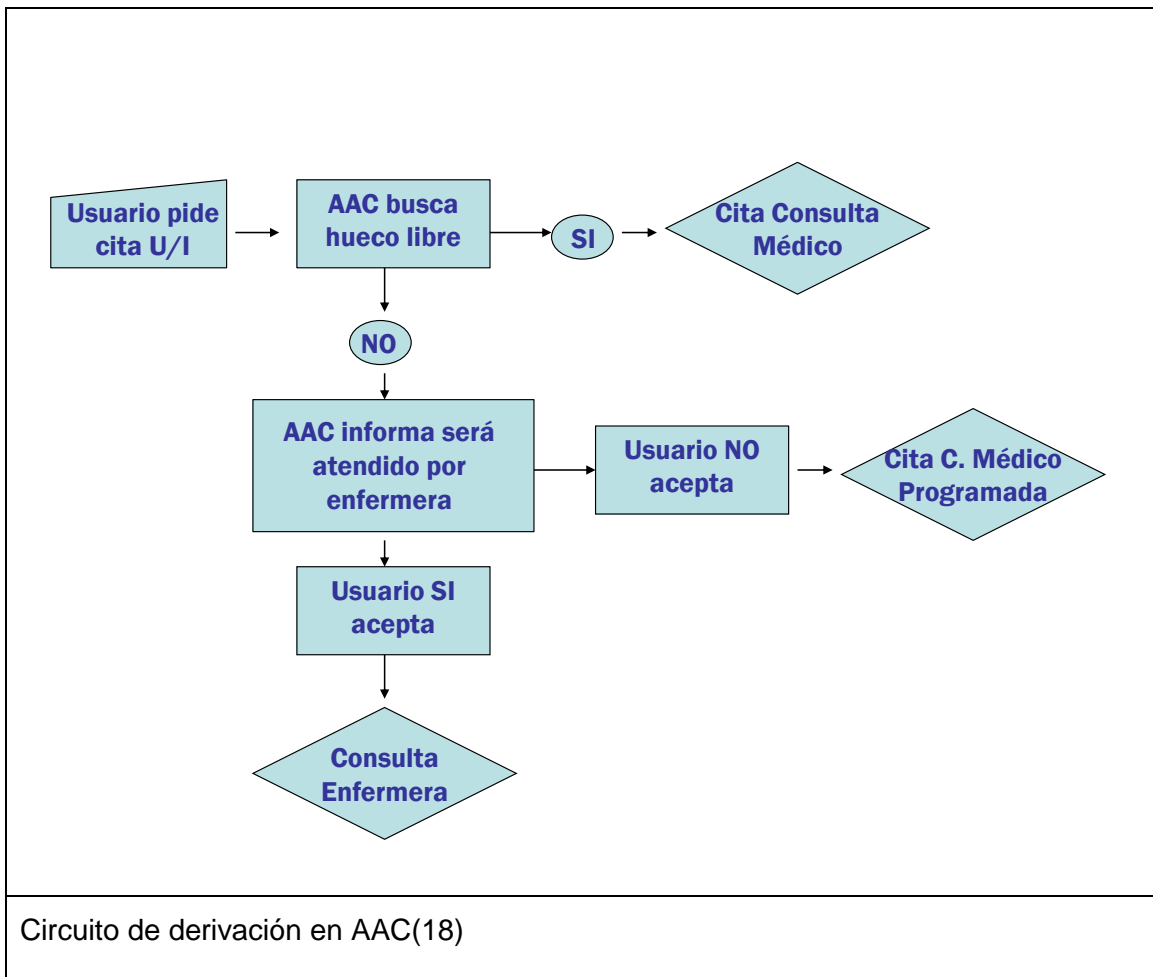 Usuario pide
cita U/I
AAC busca
hueco libre
SI
Cita Consulta
Médico
NO
AAC informa será
atendido por
enfermera
Usuario NO
acepta
Cita C. Médico
Programada
Usuario SI
acepta
Consulta
Enfermera
Circuito de derivación en AAC(18)